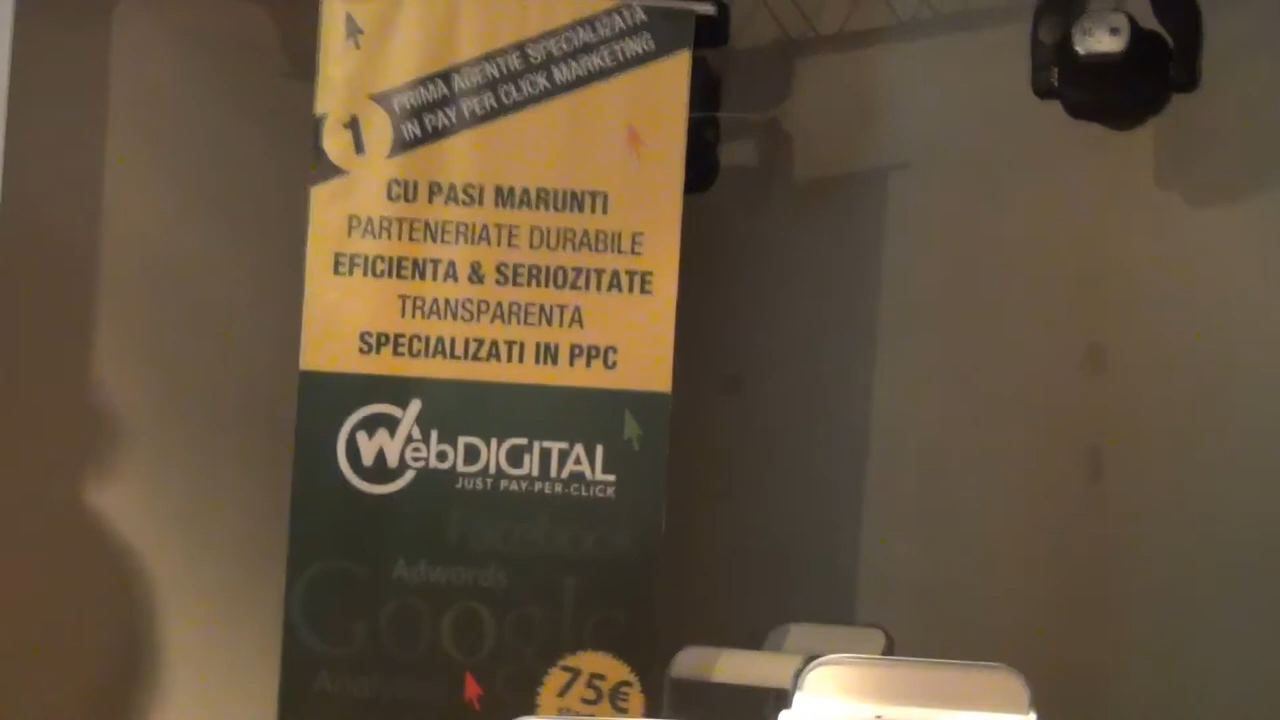 PRIMA AGENTIE SPECIALIZATA
IN PAY PER CLICK MARKETING
1
CU PASI MARUNTI
PARTENERIATE DURABILE
EFICIENTA & SERIOZITATE
TRANSPARENTA
SPECIALIZATI IN PPC
WebDIGITAL
JUST PAY-PER-CLICK
Facebook
Adwords
Google
75€